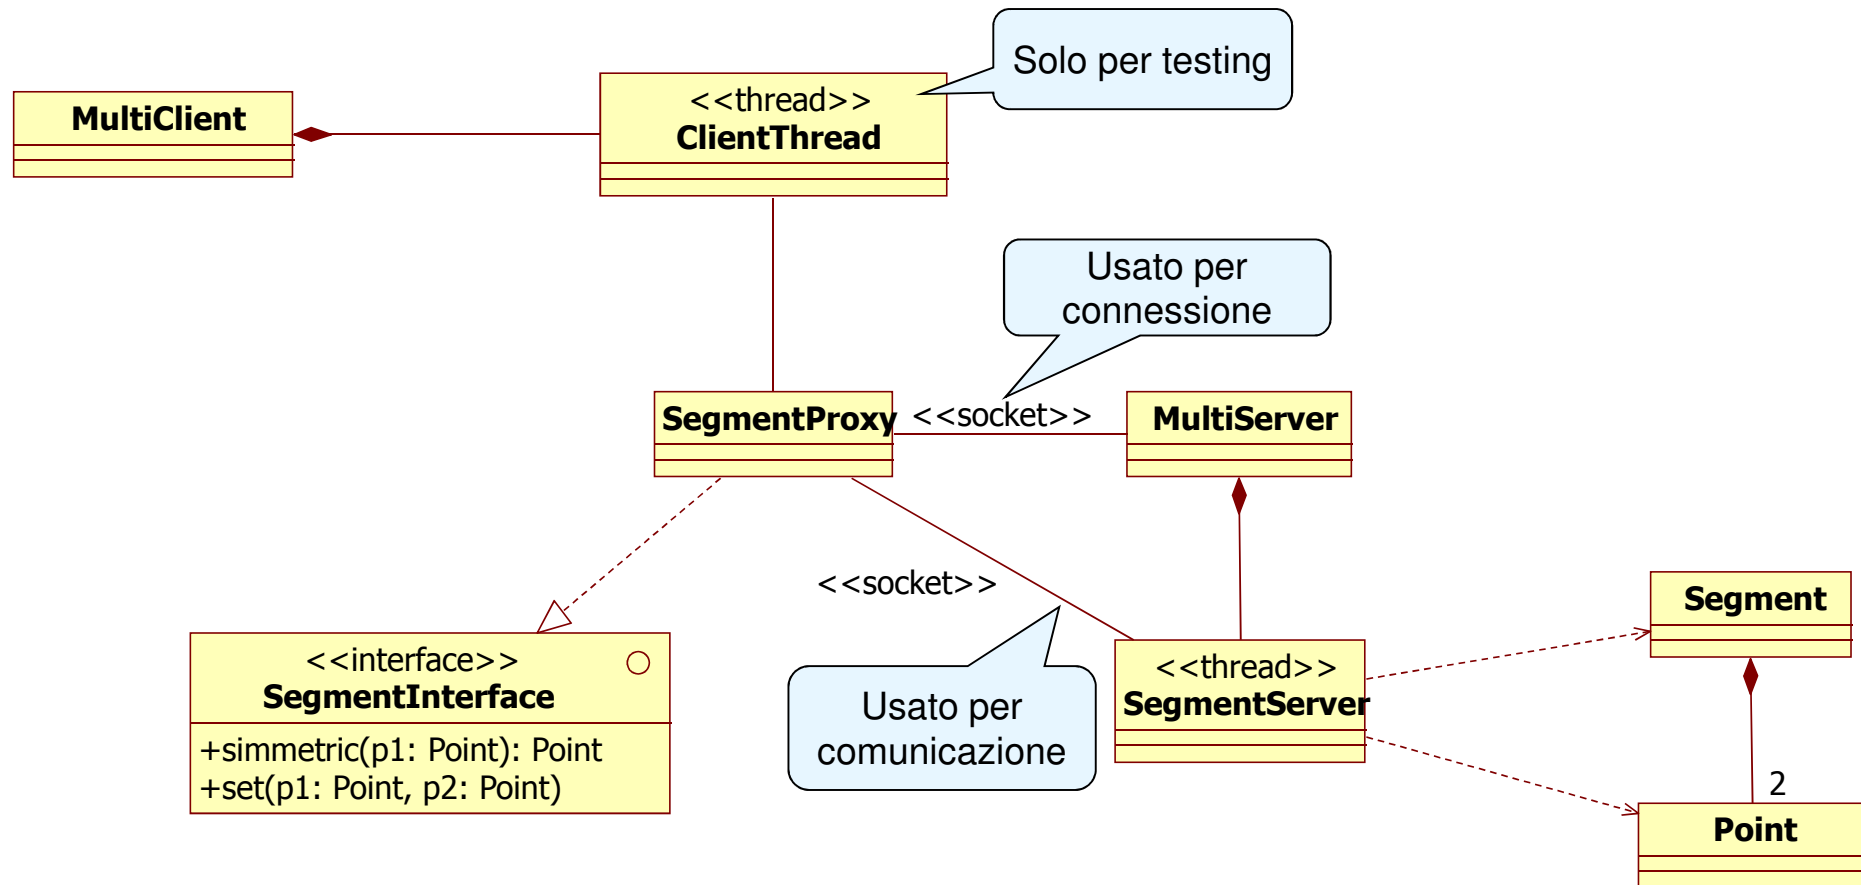 Solo per testing
MultiClient
<<thread>>
ClientThread
Usato per
connessione
SegmentProxy
<<socket>>
MultiServer
<<socket>>
Segment
<<interface>>
SegmentInterface
+simmetric(p1: Point): Point
+set(p1: Point, p2: Point)
Usato per
comunicazione
<<thread>>
SegmentServer
2
Point